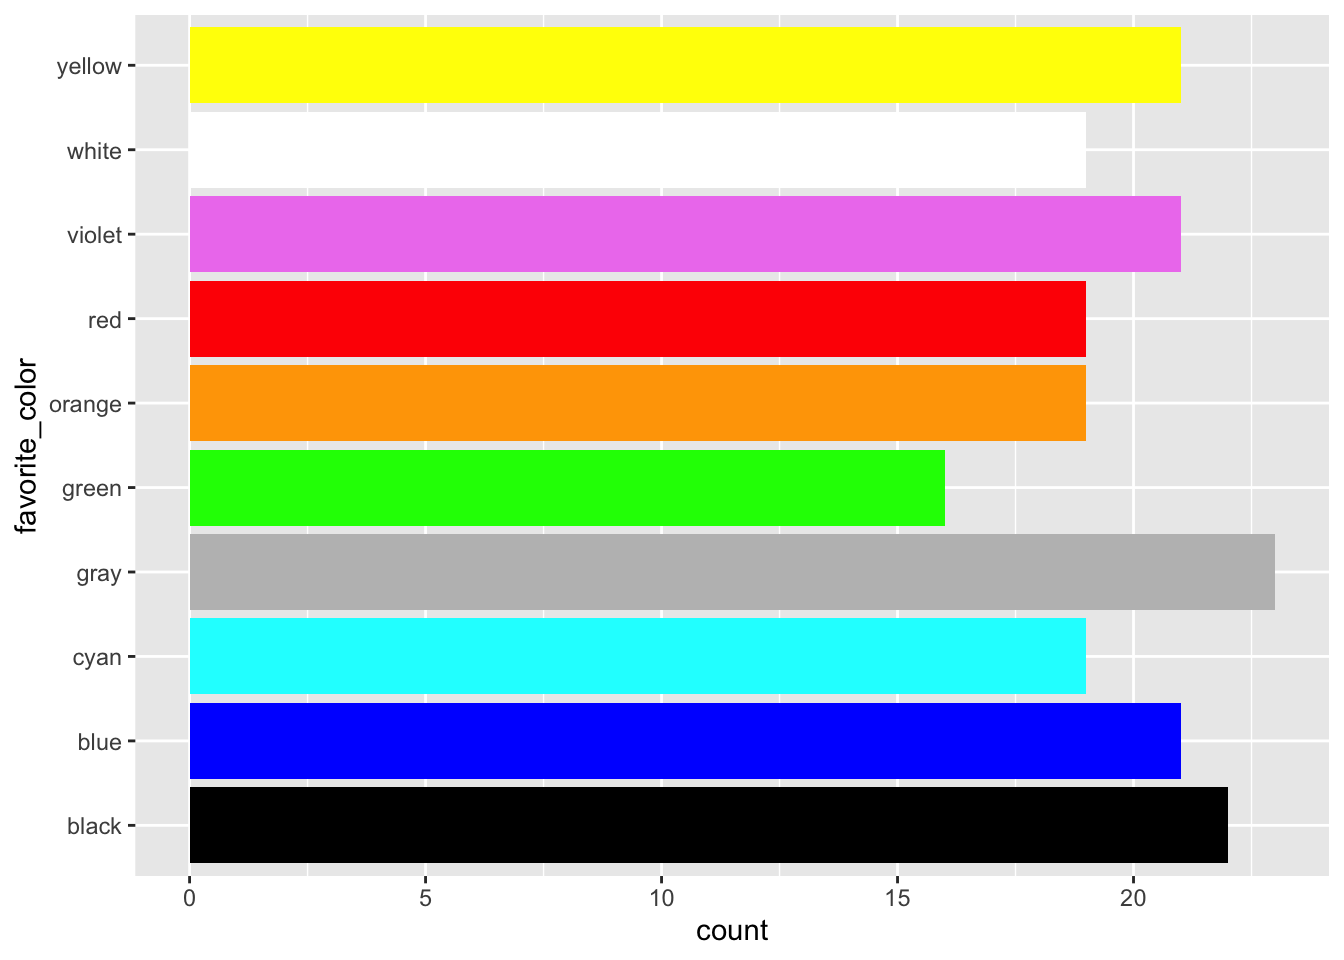 favorite_color
yellow
white
violet
red
orange
green
gray
cyan
blue
black
0 5 10 15 20
count